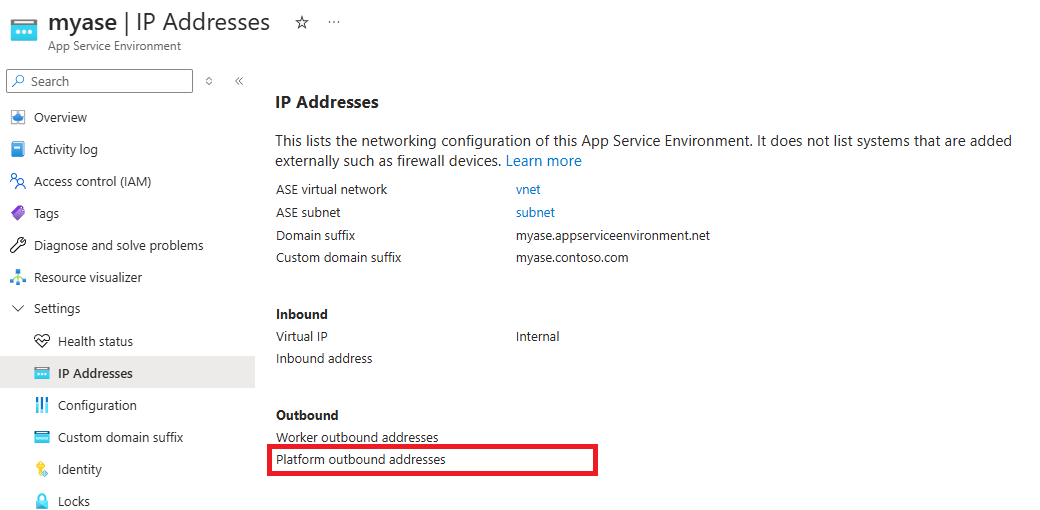 myase | IP Addresses
App Service Environment
Search
Overview
Activity log
Access control (IAM)
Tags
Diagnose and solve problems
Resource visualizer
Settings
Health status
IP Addresses
Configuration
Custom domain suffix
Identity
Locks
IP Addresses
This lists the networking configuration of this App Service Environment. It does not list systems that are added
externally such as firewall devices. Learn more
ASE virtual network vnet
ASE subnet subnet
Domain suffix myase.appserviceenvironment.net
Custom domain suffix myase.contoso.com
Inbound
Virtual IP Internal
Inbound address
Outbound
Worker outbound addresses
Platform outbound addresses